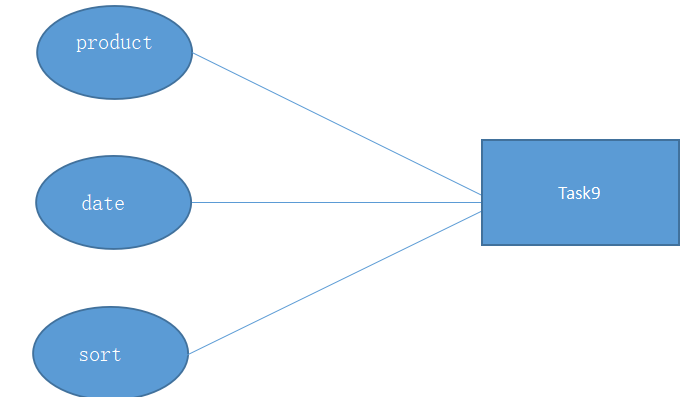 product
date
Task9
sort